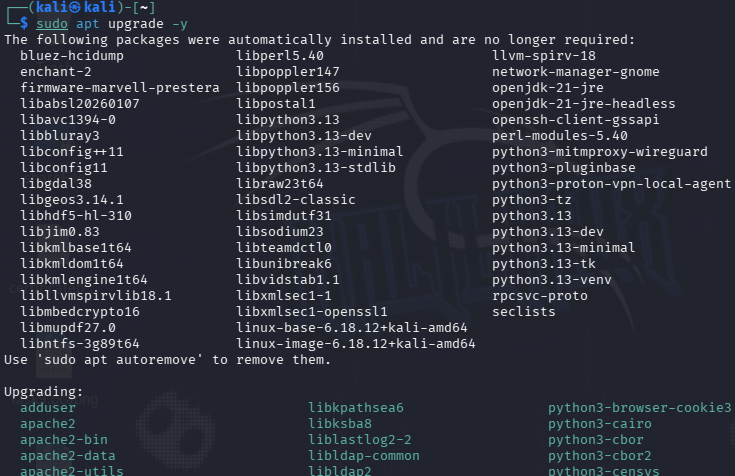 ┌──(kali㉿kali)-[~]
└─$ sudo apt upgrade -y
The following packages were automatically installed and are no longer required:
  bluez-hcidump              libperl5.40                     llvm-spirv-18
  enchant-2                  libpoppler147                   network-manager-gnome
  firmware-marvell-prestera  libpoppler156                   openjdk-21-jre
  libabsl20260107            libpostal1                      openjdk-21-jre-headless
  libavc1394-0               libpython3.13                   openssh-client-gssapi
  libbluray3                 libpython3.13-dev               perl-modules-5.40
  libconfig++11              libpython3.13-minimal           python3-mitmproxy-wireguard
  libconfig11                libpython3.13-stdlib            python3-pluginbase
  libgdal38                  libraw23t64                     python3-proton-vpn-local-agent
  libgeos3.14.1              libsdl2-classic                 python3-tz
  libhdf5-hl-310             libsimdutf31                    python3.13
  libjim0.83                 libsodium23                     python3.13-dev
  libkmlbase1t64             libteamdctl0                    python3.13-minimal
  libkmldom1t64              libunibreak6                    python3.13-tk
  libkmlengine1t64           libvidstab1.1                   python3.13-venv
  libllvmspirvlib18.1        libxmlsec1-1                    rpcsvc-proto
  libmbedcrypto16            libxmlsec1-openssl1             seclists
  libmupdf27.0               linux-base-6.18.12+kali-amd64
  libntfs-3g89t64            linux-image-6.18.12+kali-amd64
Use 'sudo apt autoremove' to remove them.

Upgrading:
  adduser                             libkpathsea6                  python3-browser-cookie3
  apache2                             libksba8                      python3-cairo
  apache2-bin                         liblastlog2-2                 python3-cbor
  apache2-data                        libldap-common                python3-cbor2
  apache2-utils                       libldap2                      python3-censys